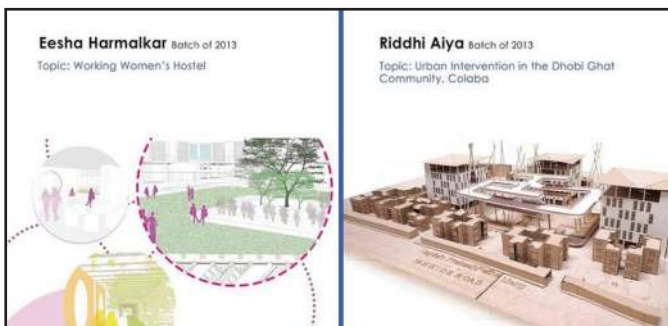 Eesha Harmalkar Batch of 2013
Topic: Working Women's Hostel
Riddhi Aiya Batch of 2013
Topic: Urban Intervention in the Dhobi Ghat
Community, Colaba
ROAD